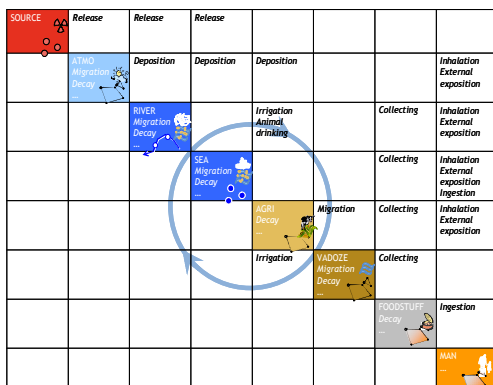 SOURCE Release Release Release
ATMO Deposition Deposition Deposition Inhalation
Migration External
Decay exposition
...
RIVER Irrigation Collecting Inhalation
Migration Animal External
Decay drinking exposition
...
SEA Collecting Inhalation
Migration External
Decay exposition
... Ingestion
AGRI Migration Collecting Inhalation
Decay External
... exposition
Irrigation VADOZE Collecting
Migration
Decay
...
FOODSTUFF Ingestion
Decay
...
MAN
...